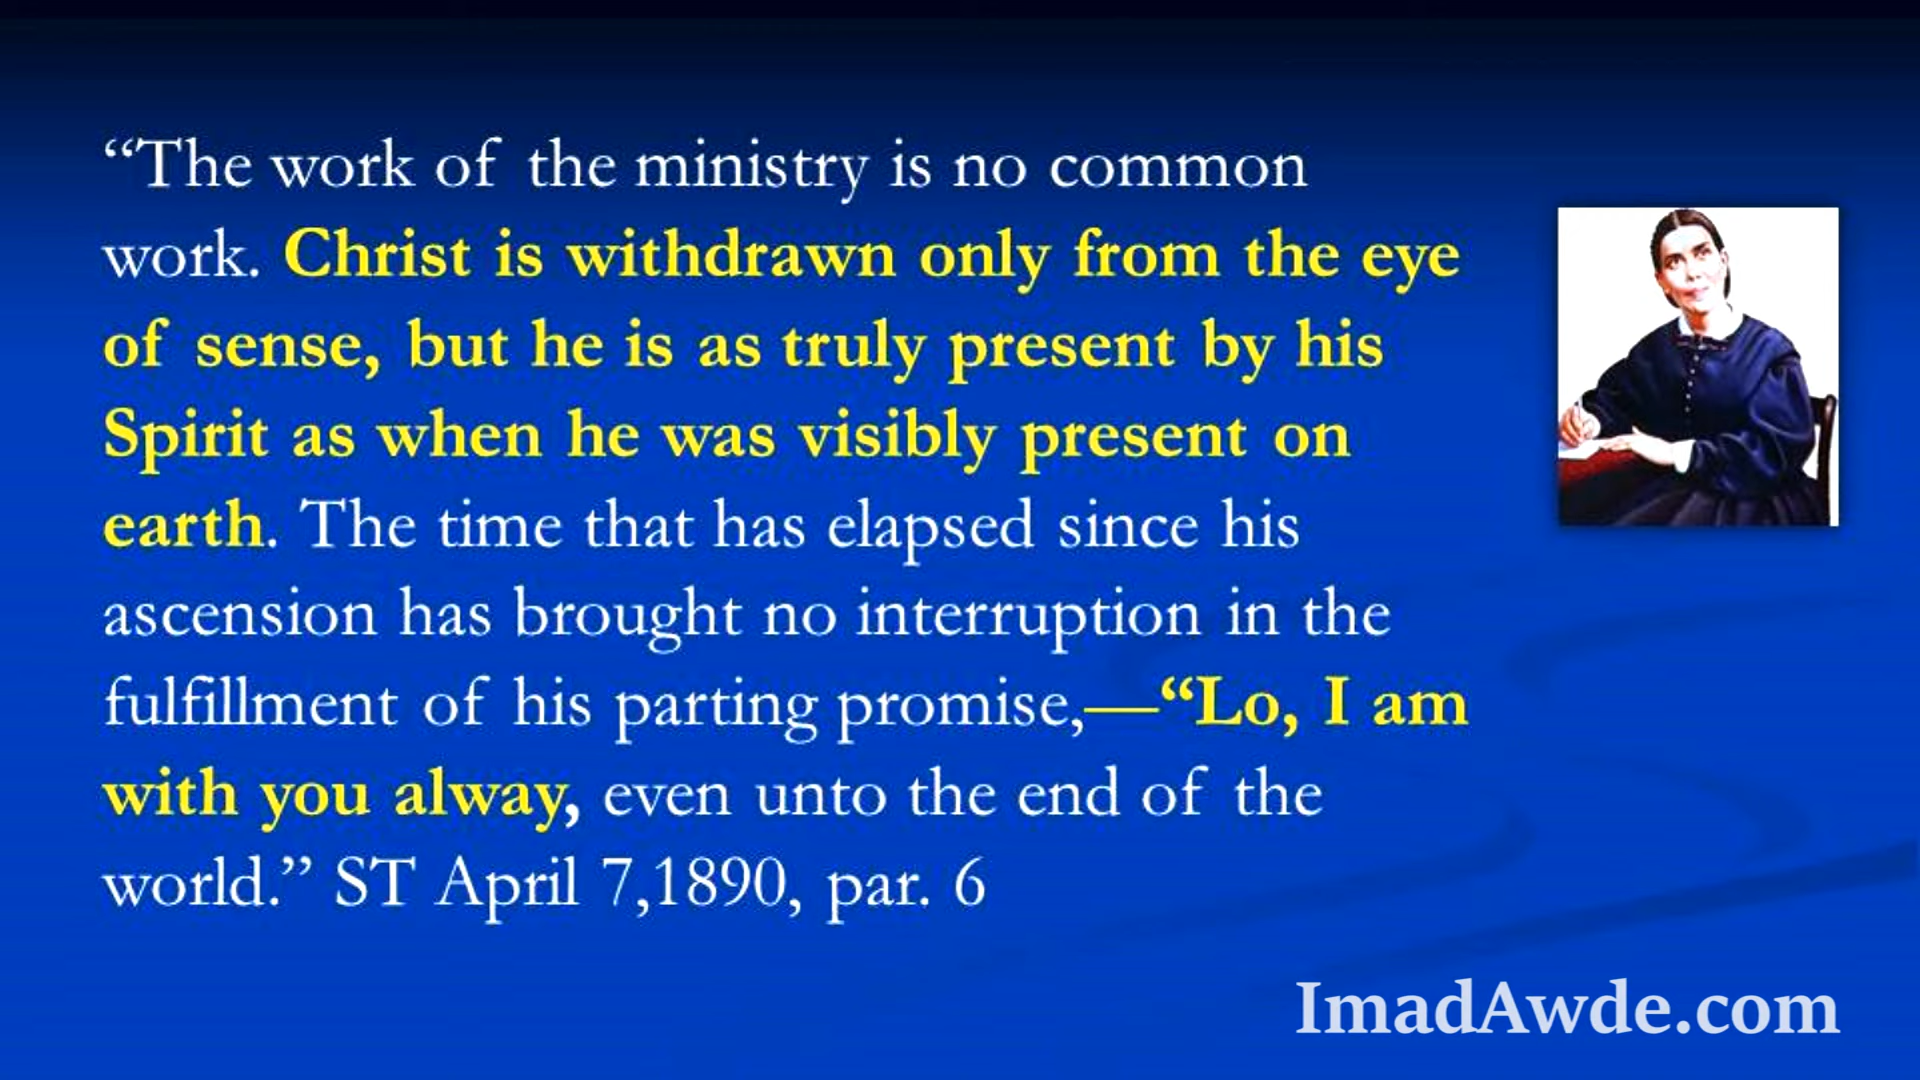 “The work of the ministry is no common
work. Christ is withdrawn only from the eye
of sense, but he is as truly present by his
Spirit as when he was visibly present on
earth. The time that has elapsed since his
ascension has brought no interruption in the
fulfillment of his parting promise,—“Lo, I am
with you alway, even unto the end of the
world.” ST April 7,1890, par. 6
ImadAwde.com